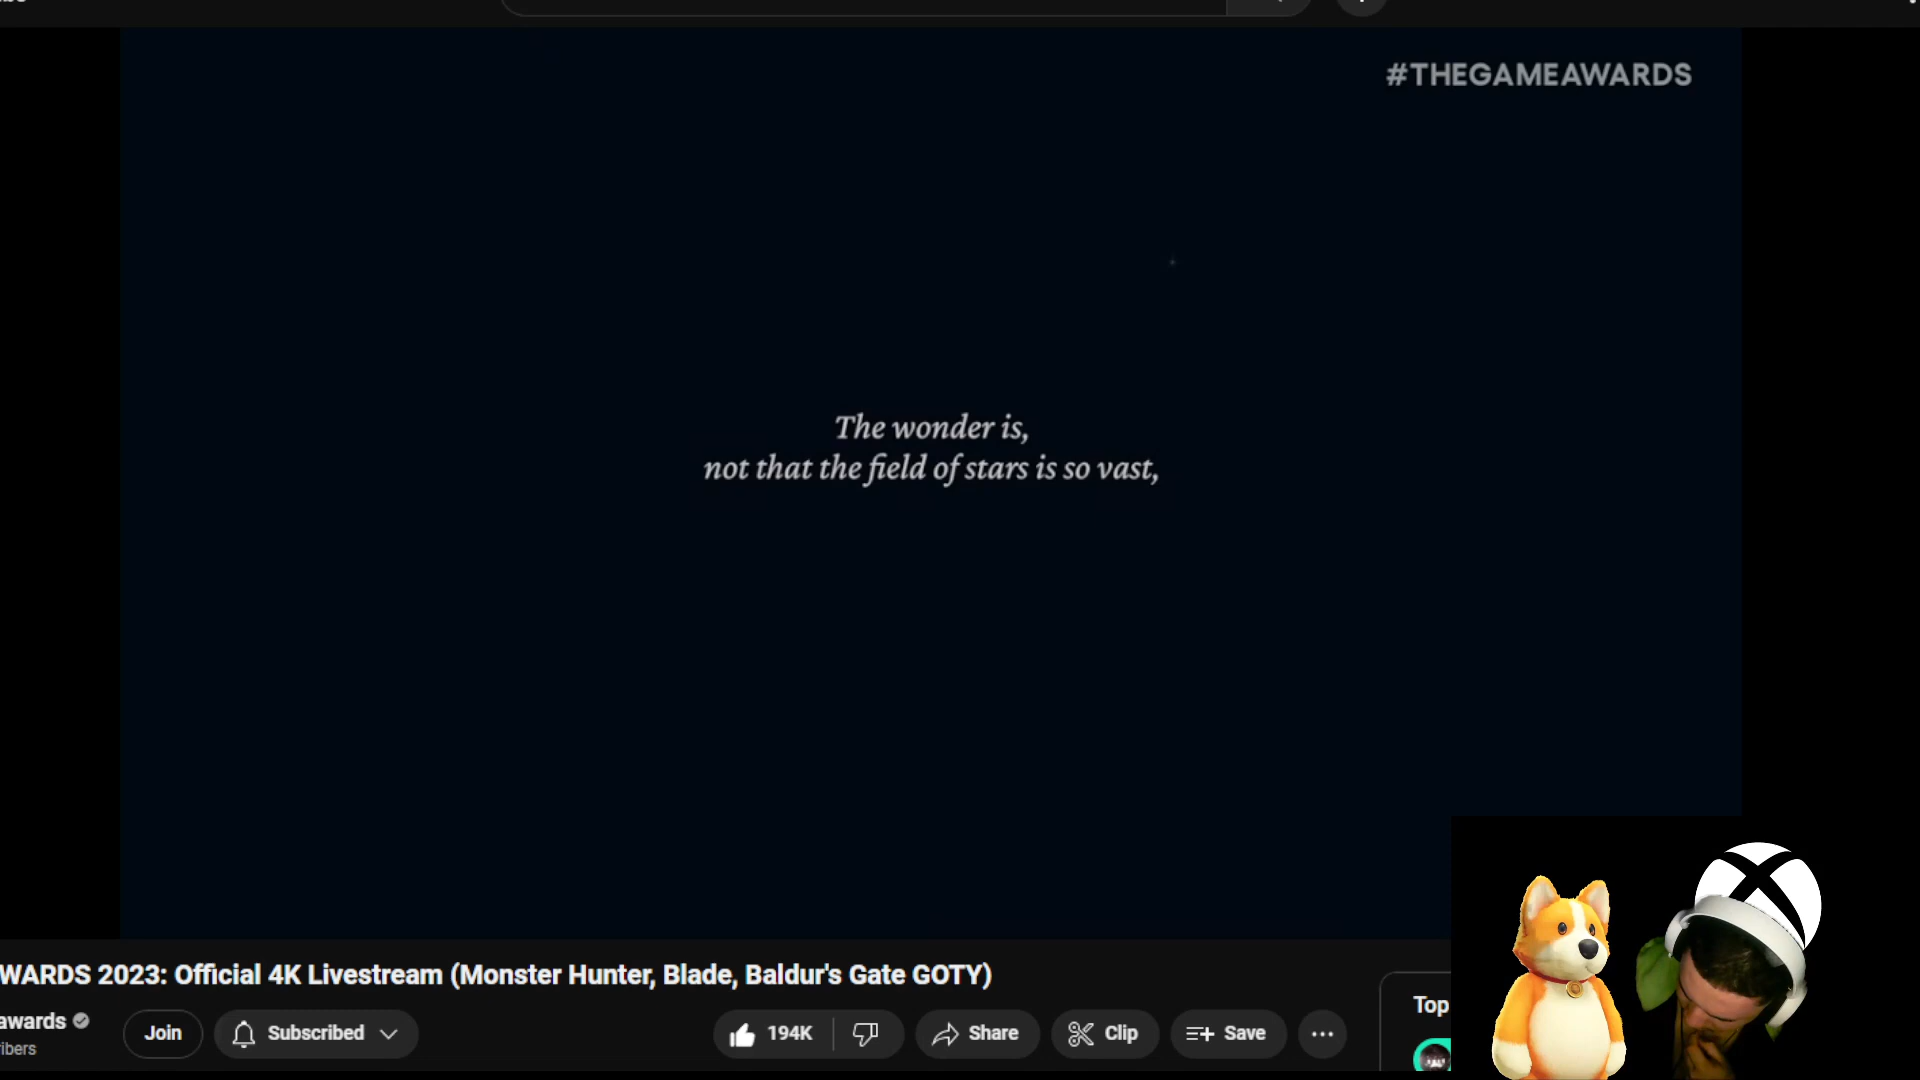 #THEGAMEAWARDS
The wonder is,
not that the field of stars is so vast,
WARDS 2023: Official 4K Livestream (Monster Hunter, Blade, Baldur's Gate GOTY)
awards
ibers
Join
Subscribed
194K
Share
Clip
Save
Top